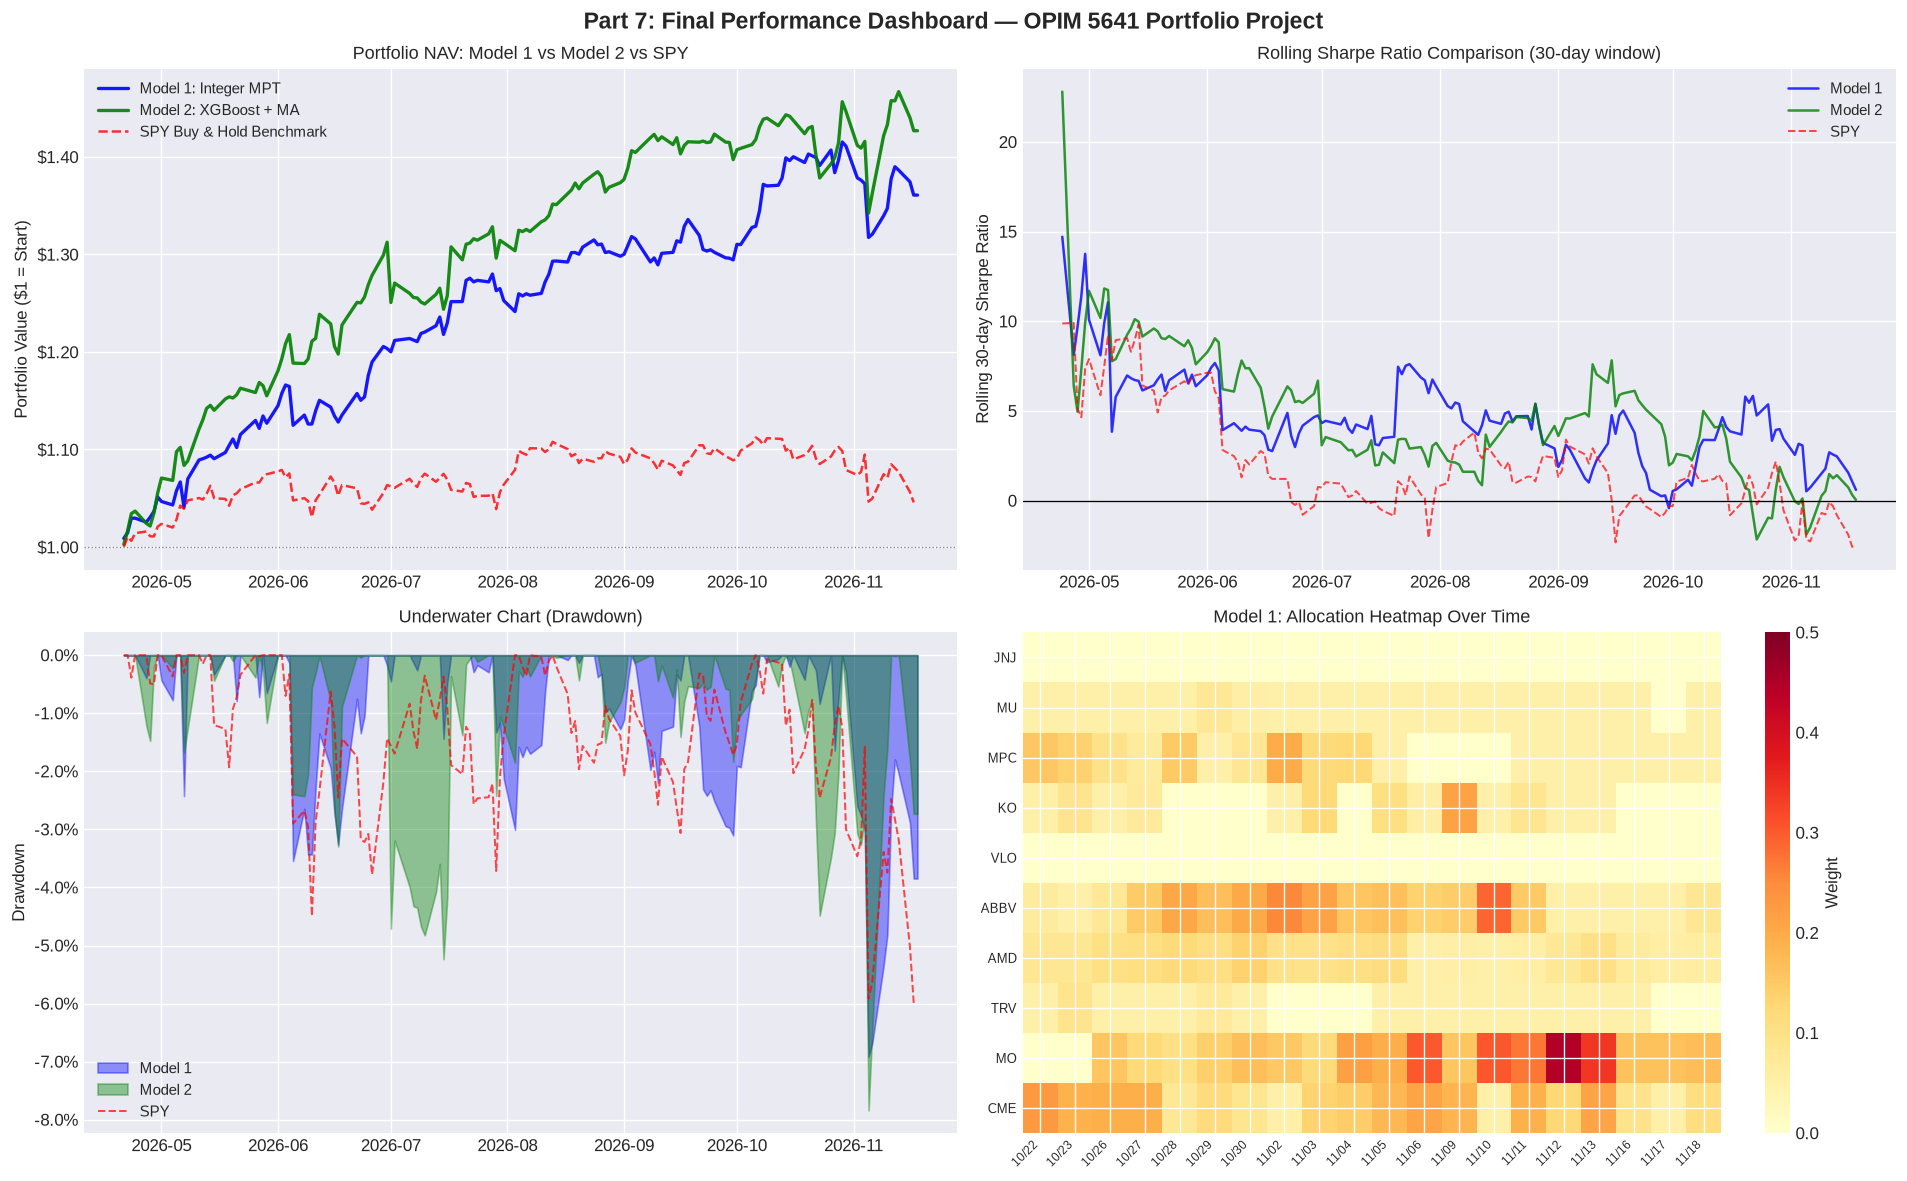 Part 7: Final Performance Dashboard — OPIM 5641 Portfolio Project
Portfolio NAV: Model 1 vs Model 2 vs SPY
Model 1: Integer MPT
Model 2: XGBoost + MA
SPY Buy & Hold Benchmark
Portfolio Value ($1 = Start)
$1.40
$1.30
$1.20
$1.10
$1.00
2026-05 2026-06 2026-07 2026-08 2026-09 2026-10 2026-11
Rolling Sharpe Ratio Comparison (30-day window)
Model 1
Model 2
SPY
Rolling 30-day Sharpe Ratio
20
15
10
5
0
2026-05 2026-06 2026-07 2026-08 2026-09 2026-10 2026-11
Underwater Chart (Drawdown)
Drawdown
0.0%
-1.0%
-2.0%
-3.0%
-4.0%
-5.0%
-6.0%
-7.0%
-8.0%
Model 1
Model 2
SPY
2026-05 2026-06 2026-07 2026-08 2026-09 2026-10 2026-11
Model 1: Allocation Heatmap Over Time
JNJ
MU
MPC
KO
VLO
ABBV
AMD
TRV
MO
CME
10/22 10/23 10/26 10/27 10/28 10/29 10/30 11/02 11/03 11/04 11/05 11/06 11/09 11/10 11/11 11/12 11/13 11/16 11/17 11/18
0.5
0.4
0.3
0.2
0.1
0.0
Weight